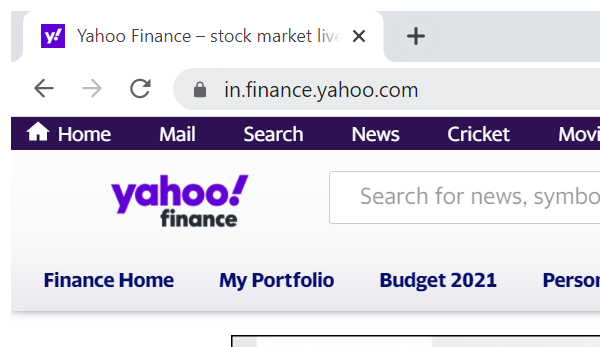 Yahoo Finance – stock market live
in.finance.yahoo.com
Home Mail Search News Cricket Movi
yahoo!
finance
Search for news, symbo
Finance Home My Portfolio Budget 2021 Person